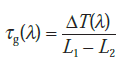 τg(λ) = ΔT(λ) / L1 − L2